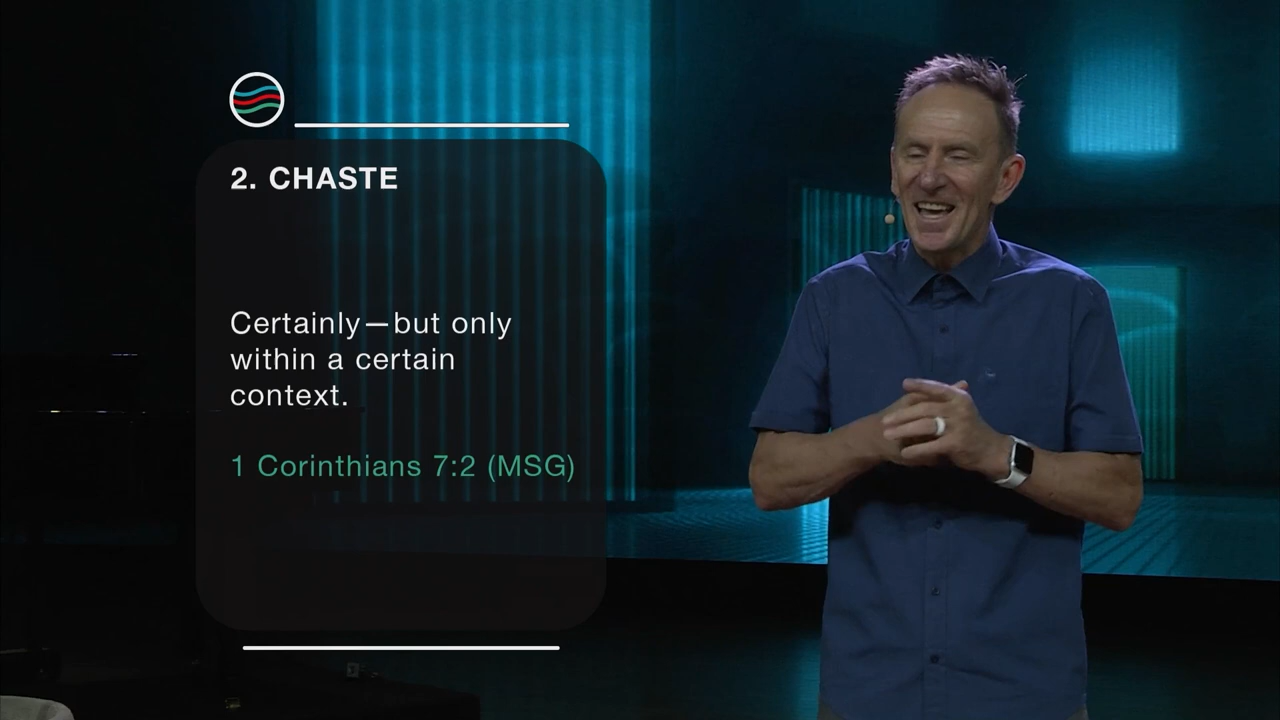 2. CHASTE
Certainly—but only
within a certain
context.
1 Corinthians 7:2 (MSG)